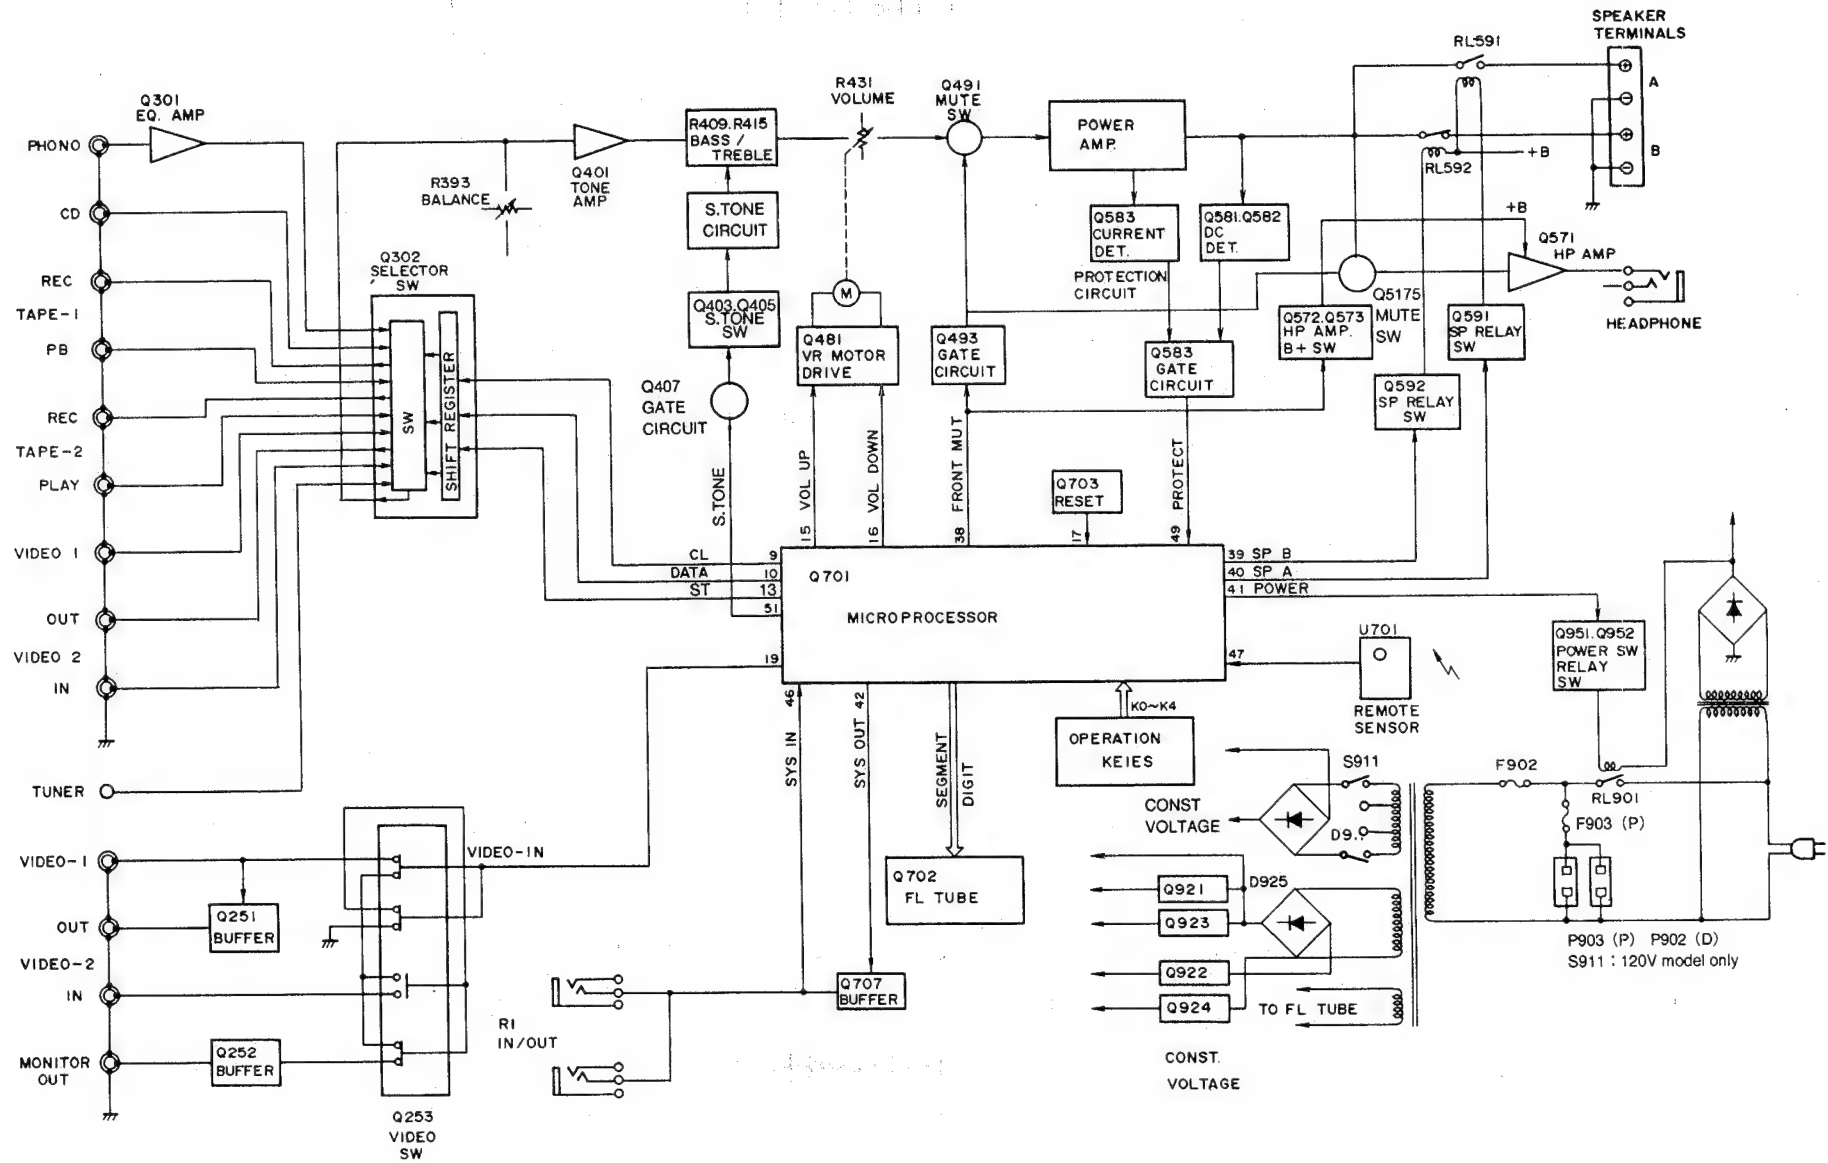 SPEAKER
TERMINALS
RL591
A
B
+B
RL592
Q301
EQ. AMP
PHONO
CD
REC
TAPE-1
PB
REC
TAPE-2
PLAY
VIDEO 1
OUT
VIDEO 2
IN
TUNER
R393
BALANCE
Q302
SELECTOR
SW
SW
SHIFT REGISTER
Q401
TONE
AMP
R409.R415
BASS /
TREBLE
S.TONE
CIRCUIT
Q403.Q405
S.TONE
SW
Q407
GATE
CIRCUIT
S.TONE
R431
VOLUME
M
Q481
VR MOTOR
DRIVE
Q491
MUTE
SW
Q493
GATE
CIRCUIT
POWER
AMP.
Q583
CURRENT
DET.
Q581.Q582
DC
DET.
PROTECTION
CIRCUIT
Q583
GATE
CIRCUIT
+B
Q571
HP AMP
Q5175
MUTE
SW
HEADPHONE
Q572.Q573
HP AMP.
B+ SW
Q591
SP RELAY
SW
Q592
SP RELAY
SW
15 VOL UP
16 VOL DOWN
38 FRONT MUT
Q703
RESET
17
49 PROTECT
CL 9
DATA 10
ST 13
51
19
Q701
MICROPROCESSOR
39 SP B
40 SP A
41 POWER
47
U701
REMOTE
SENSOR
Q951.Q952
POWER SW
RELAY
SW
SYS IN 46
SYS OUT 42
SEGMENT
DIGIT
K0~K4
OPERATION
KEIES
Q702
FL TUBE
Q707
BUFFER
R1
IN/OUT
VIDEO-1
OUT
VIDEO-2
IN
MONITOR
OUT
Q251
BUFFER
Q252
BUFFER
VIDEO-IN
Q253
VIDEO
SW
CONST
VOLTAGE
S911
D9..
D925
Q921
Q923
Q922
Q924
TO FL TUBE
CONST.
VOLTAGE
F902
RL901
F903 (P)
P903 (P) P902 (D)
S911 : 120V model only